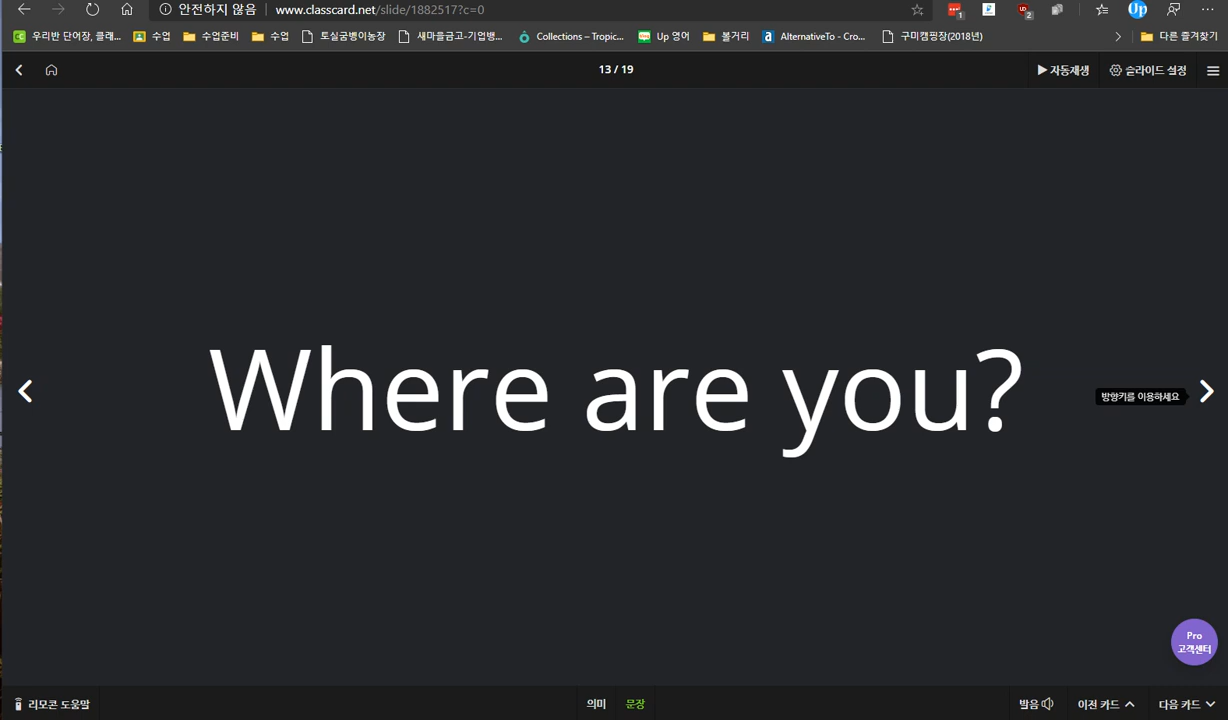 안전하지 않음 | www.classcard.net/slide/1882517?c=0
1
2
Up
우리반 단어장, 클래...
수업
수업준비
수업
토실굼벵이농장
새마을금고-기업뱅...
Collections – Tropic...
Up 영어
볼거리
a
AlternativeTo - Cro...
구미캠핑장(2018년)
다른 즐겨찾기
13 / 19
자동재생
슬라이드 설정
Where are you?
방향키를 이용하세요
Pro
고객센터
리모콘 도움말
의미
문장
발음
이전 카드
다음 카드